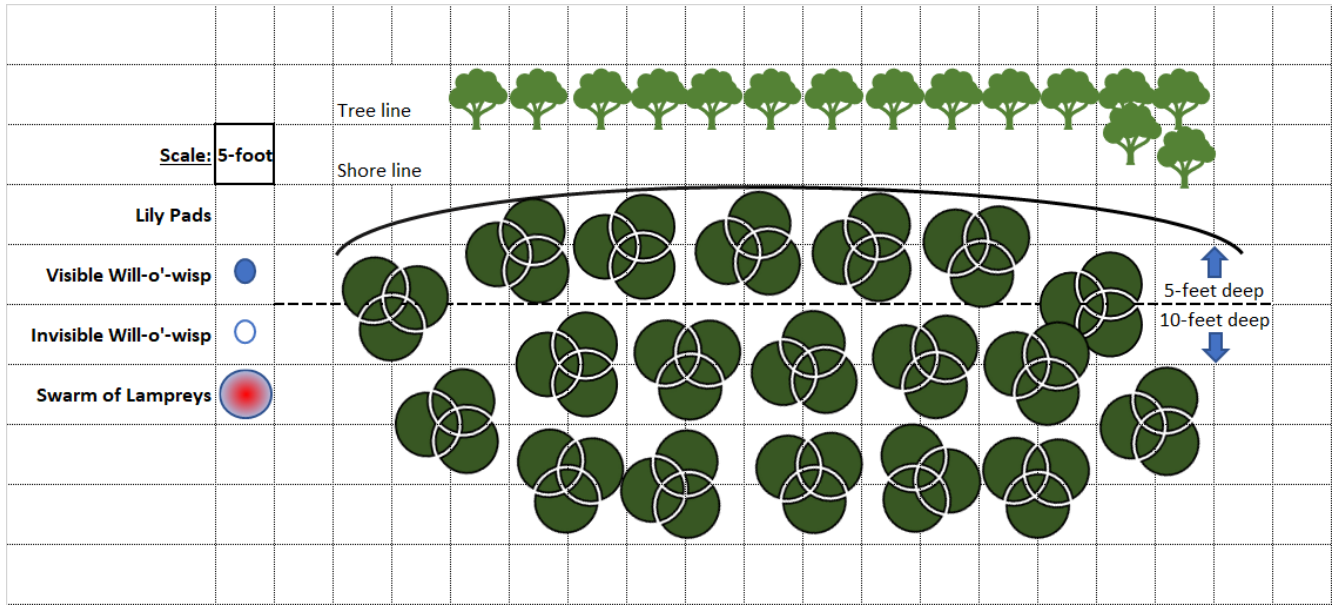 Tree line
Scale: 5-foot
Shore line
Lily Pads
Visible Will-o'-wisp
5-feet deep
Invisible Will-o'-wisp
10-feet deep
Swarm of Lampreys